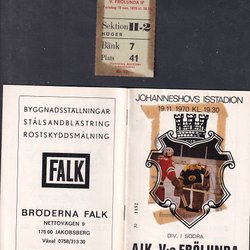 V. FRÖLUNDA IF
Sektion H-2
HÖGER
Bänk 7
Plats 41
BYGGNADSSTÄLLNINGAR
STÅLSANDBLÄSTRING
ROSTSKYDDSMÅLNING
FALK
BRÖDERNA FALK
NETTOVÄGEN 9
175 00 JAKOBSBERG
Växel 0758/313 30
JOHANNESHOVS ISSTADION
19.11.1970 KL. 19.30
DIV. I SÖDRA
AIK V:a FRÖLUNDA